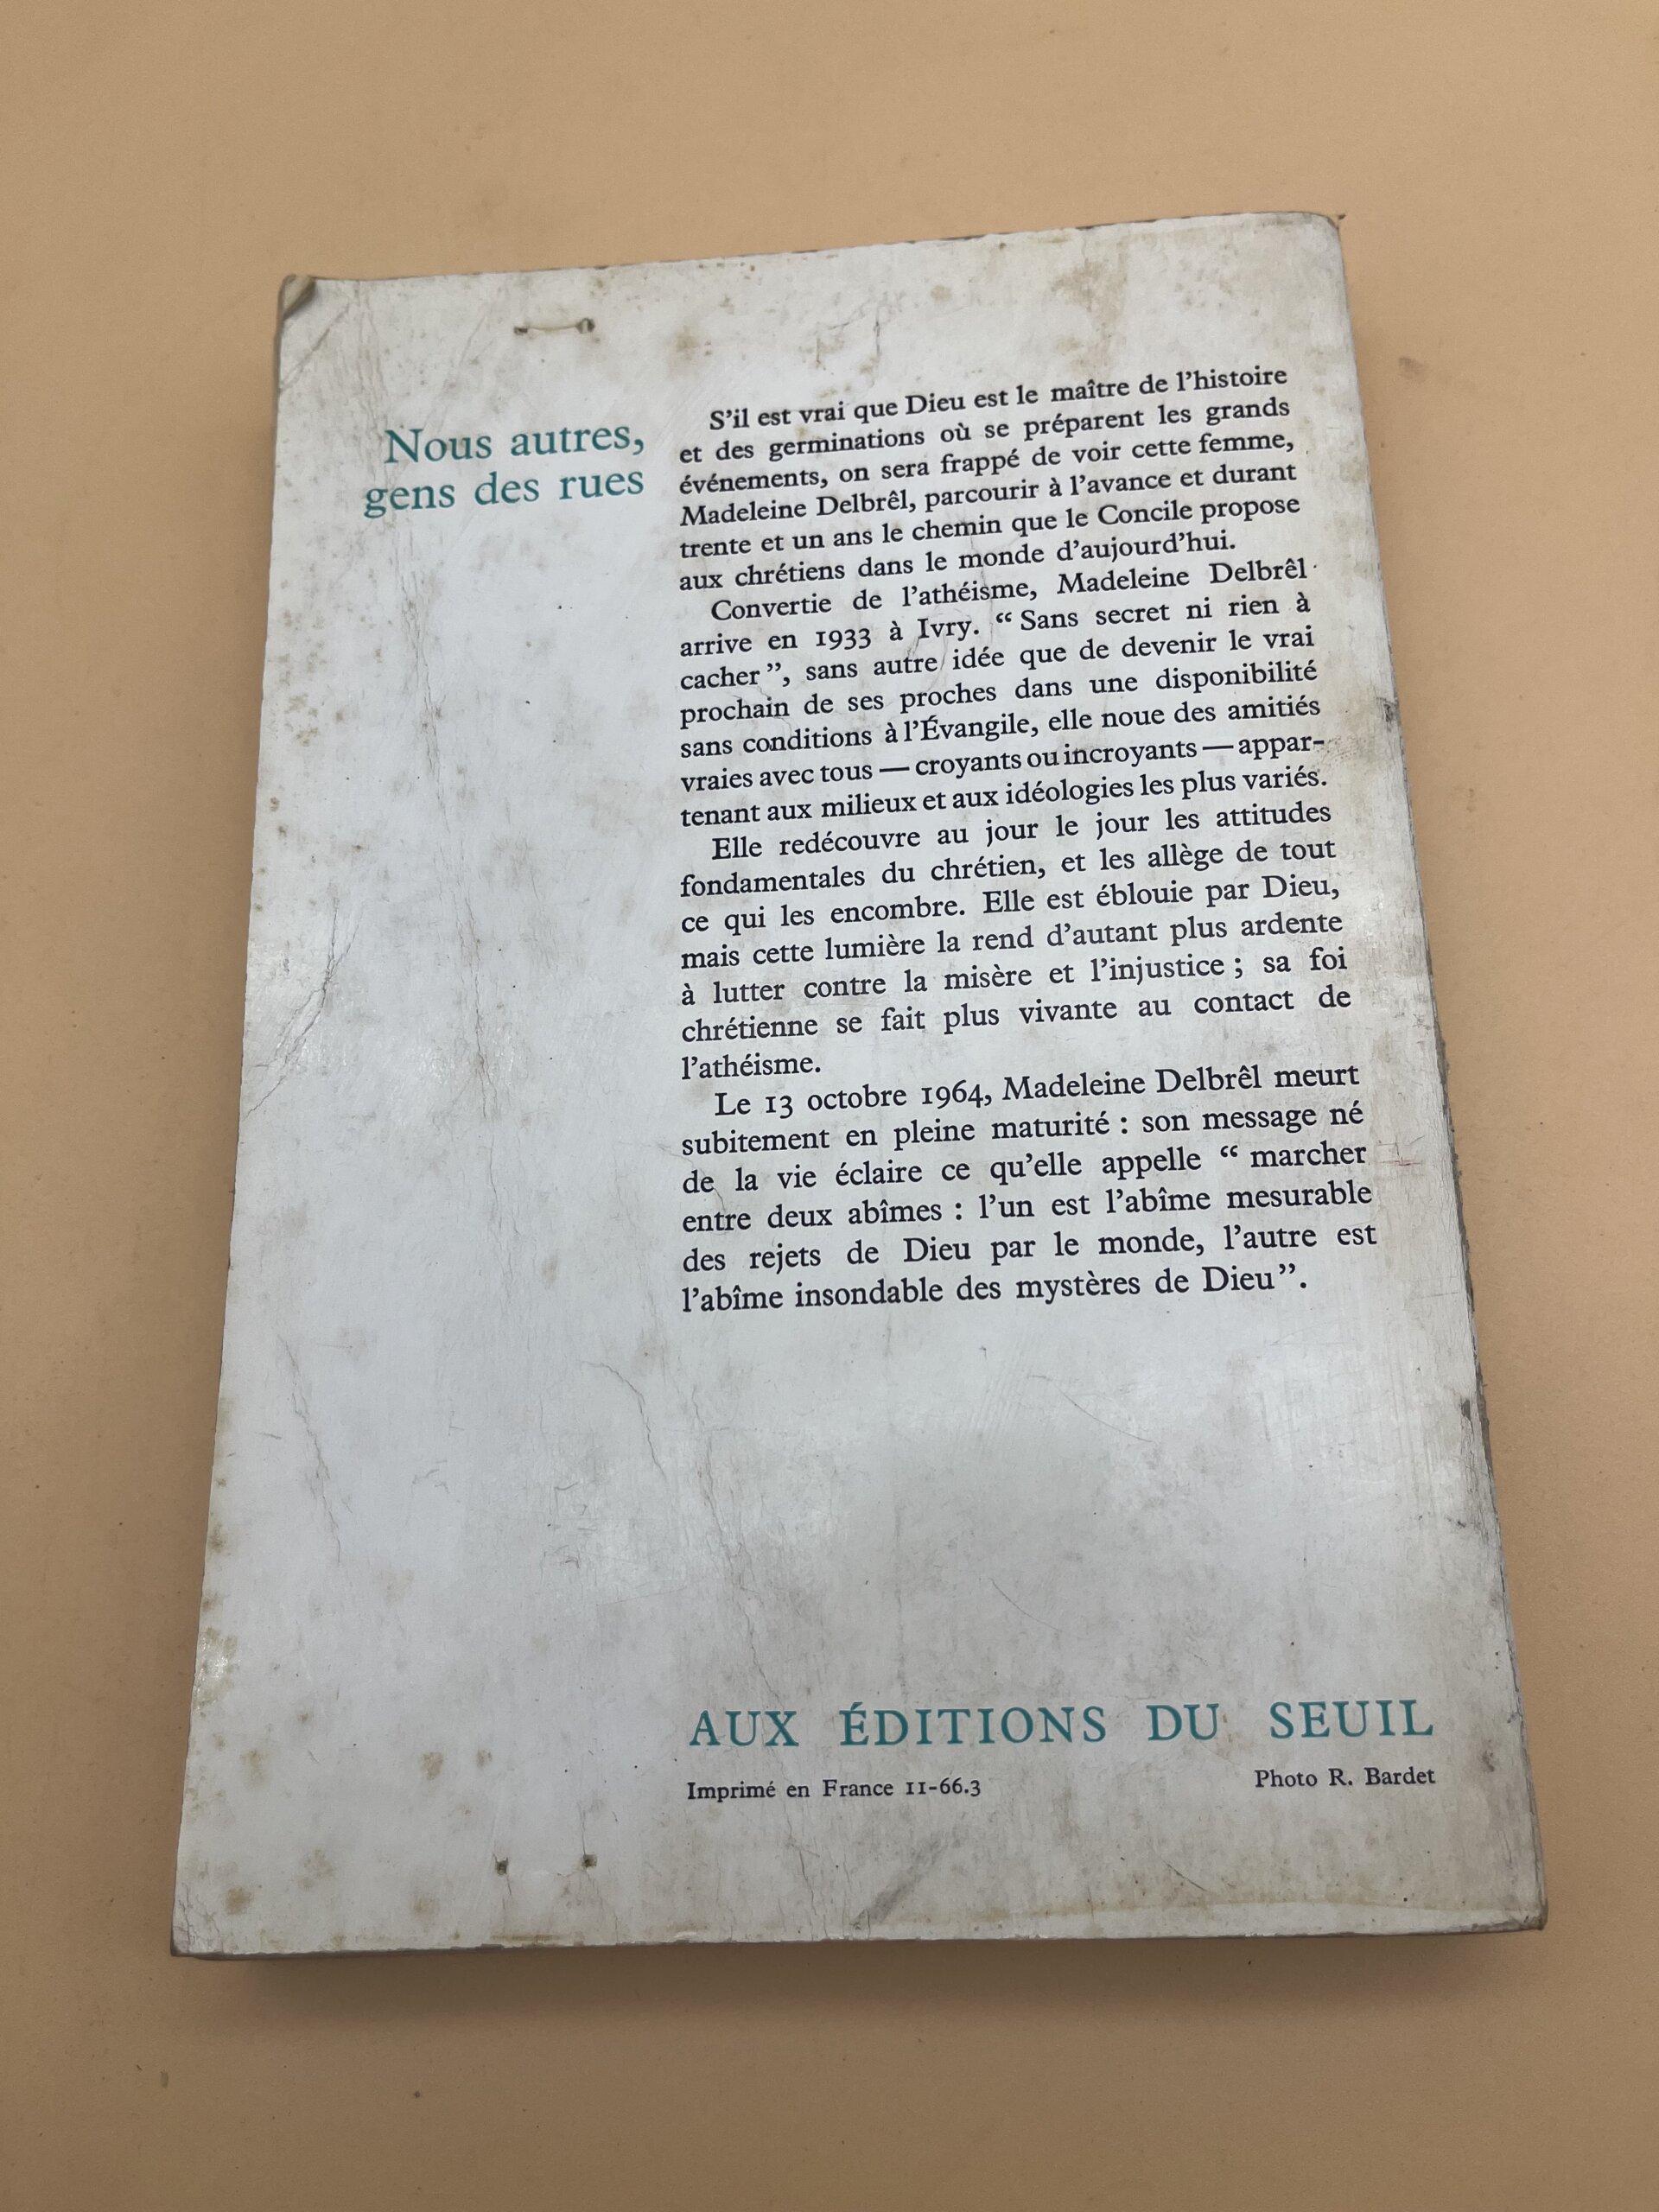 Nous autres,
gens des rues
S’il est vrai que Dieu est le maître de l’histoire
et des germinations où se préparent les grands
événements, on sera frappé de voir cette femme,
Madeleine Delbrêl, parcourir à l’avance et durant
trente et un ans le chemin que le Concile propose
aux chrétiens dans le monde d’aujourd’hui.
Convertie de l’athéisme, Madeleine Delbrêl
arrive en 1933 à Ivry. “ Sans secret ni rien à
cacher ”, sans autre idée que de devenir le vrai
prochain de ses proches dans une disponibilité
sans conditions à l’Évangile, elle noue des amitiés
vraies avec tous — croyants ou incroyants — appar-
tenant aux milieux et aux idéologies les plus variés.
Elle redécouvre au jour le jour les attitudes
fondamentales du chrétien, et les allège de tout
ce qui les encombre. Elle est éblouie par Dieu,
mais cette lumière la rend d’autant plus ardente
à lutter contre la misère et l’injustice ; sa foi
chrétienne se fait plus vivante au contact de
l’athéisme.
Le 13 octobre 1964, Madeleine Delbrêl meurt
subitement en pleine maturité : son message né
de la vie éclaire ce qu’elle appelle “ marcher
entre deux abîmes : l’un est l’abîme mesurable
des rejets de Dieu par le monde, l’autre est
l’abîme insondable des mystères de Dieu ”.
AUX ÉDITIONS DU SEUIL
Imprimé en France 11-66.3
Photo R. Bardet